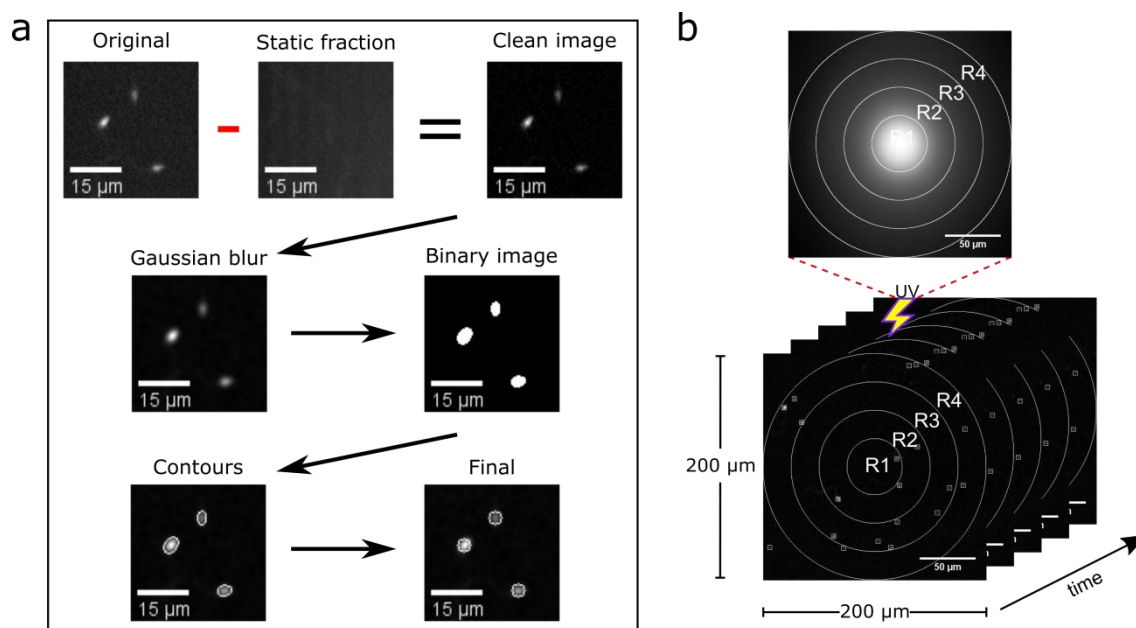 a
Original
Static fraction
Clean image
15 µm
15 µm
15 µm
Gaussian blur
Binary image
15 µm
15 µm
Contours
Final
15 µm
15 µm
b
R4
R3
R2
R1
50 µm
UV
R4
R3
R2
R1
200 µm
50 µm
200 µm
time